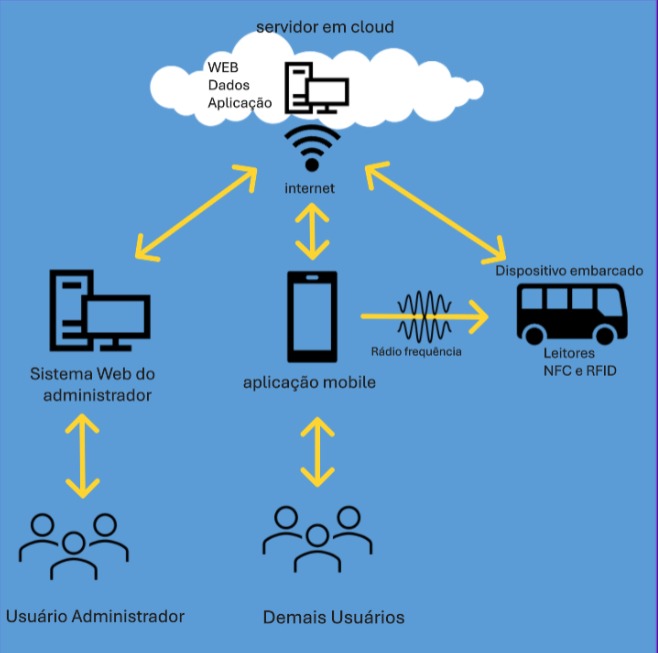 servidor em cloud
WEB
Dados
Aplicação
internet
Dispositivo embarcado
Rádio frequência
Leitores
NFC e RFID
Sistema Web do
administrador
aplicação mobile
Usuário Administrador
Demais Usuários